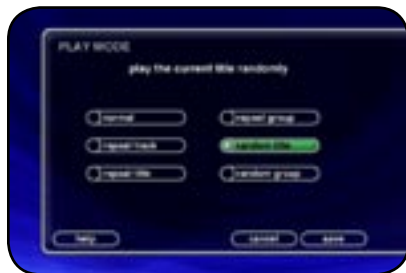 PLAY MODE
play the current title randomly
normal
repeat group
repeat track
random title
repeat title
random group
help
cancel
save